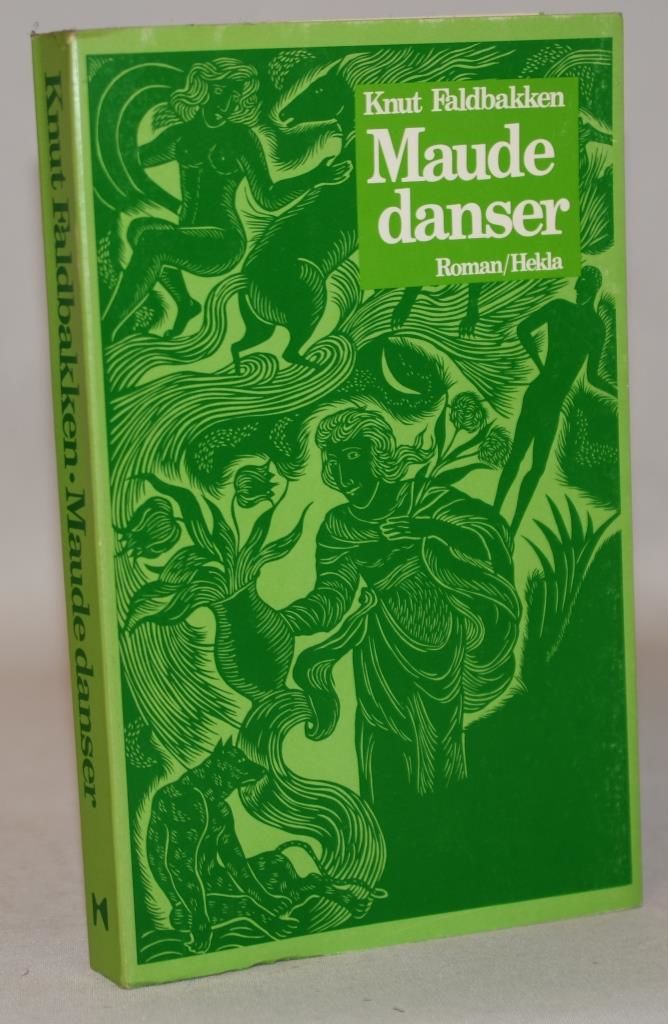 Knut Faldbakken
Maude
danser
Roman/Hekla
Knut Faldbakken · Maude danser